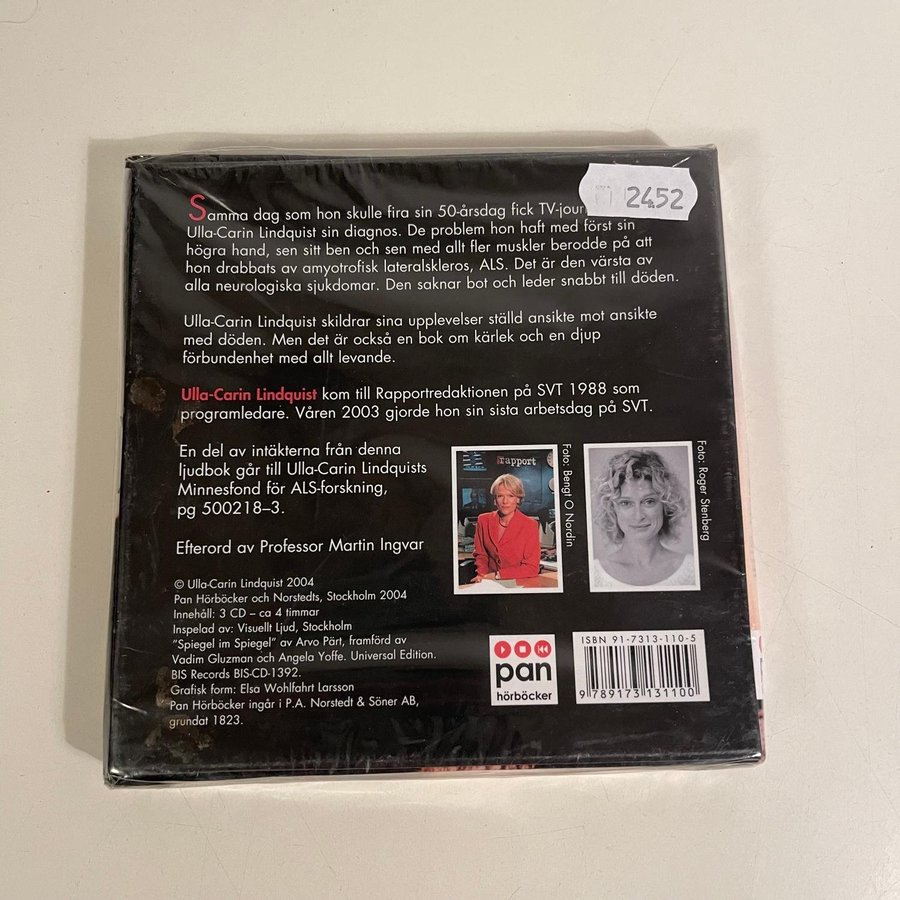 2452
Samma dag som hon skulle fira sin 50-årsdag fick TV-jour
Ulla-Carin Lindquist sin diagnos. De problem hon haft med först sin
högra hand, sen sitt ben och sen med allt fler muskler berodde på att
hon drabbats av amyotrofisk lateralskleros, ALS. Det är den värsta av
alla neurologiska sjukdomar. Den saknar bot och leder snabbt till döden.
Ulla-Carin Lindquist skildrar sina upplevelser ställd ansikte mot ansikte
med döden. Men det är också en bok om kärlek och en djup
förbundenhet med allt levande.
Ulla-Carin Lindquist kom till Rapportredaktionen på SVT 1988 som
programledare. Våren 2003 gjorde hon sin sista arbetsdag på SVT.
En del av intäkterna från denna
ljudbok går till Ulla-Carin Lindquists
Minnesfond för ALS-forskning,
pg 500218–3.
Efterord av Professor Martin Ingvar
rapport
Foto: Bengt O Nordin
Foto: Roger Stenberg
© Ulla-Carin Lindquist 2004
Pan Hörböcker och Norstedts, Stockholm 2004
Innehåll: 3 CD – ca 4 timmar
Inspelad av: Visuellt Ljud, Stockholm
"Spiegel im Spiegel" av Arvo Pärt, framförd av
Vadim Gluzman och Angela Yoffe. Universal Edition.
BIS Records BIS-CD-1392.
Grafisk form: Elsa Wohlfahrt Larsson
Pan Hörböcker ingår i P.A. Norstedt & Söner AB,
grundat 1823.
pan
hörböcker
ISBN 91-7313-110-5
9 789173 131100